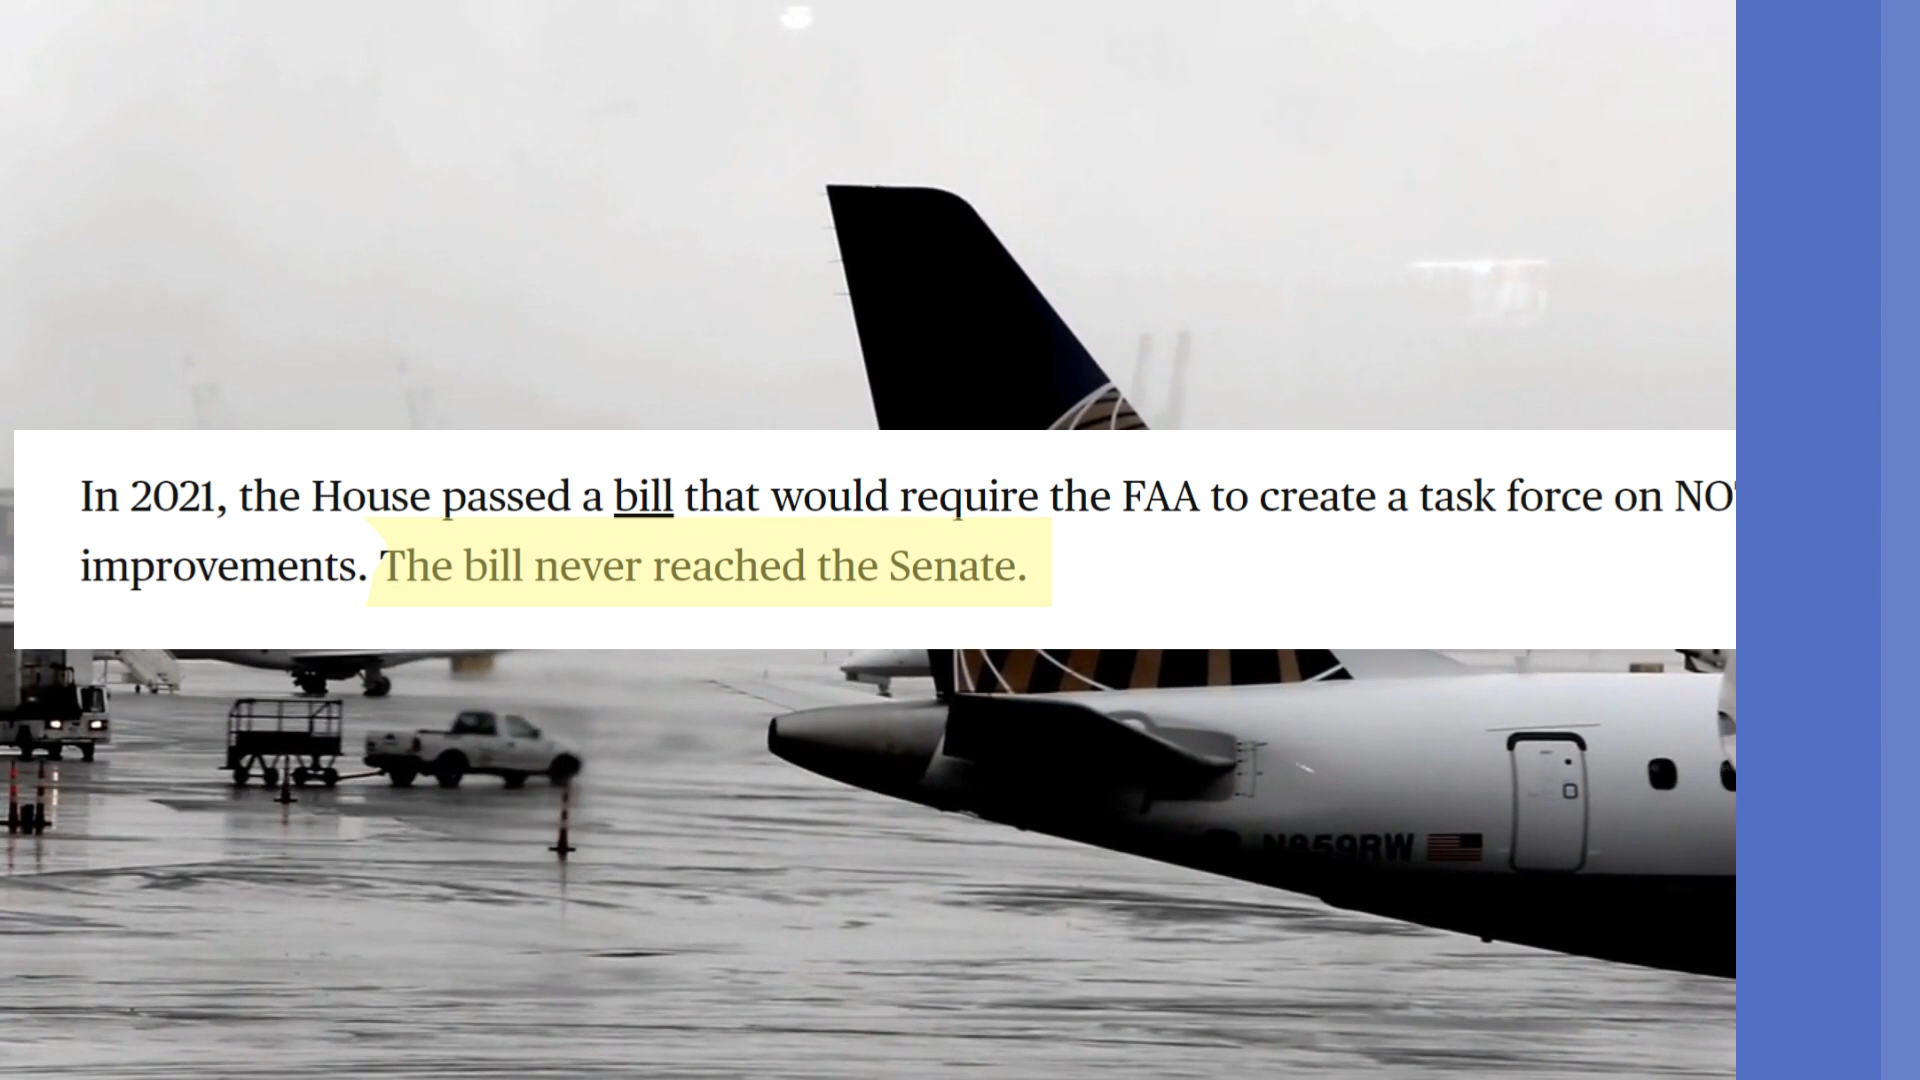 In 2021, the House passed a bill that would require the FAA to create a task force on
improvements. The bill never reached the Senate.
N859RW